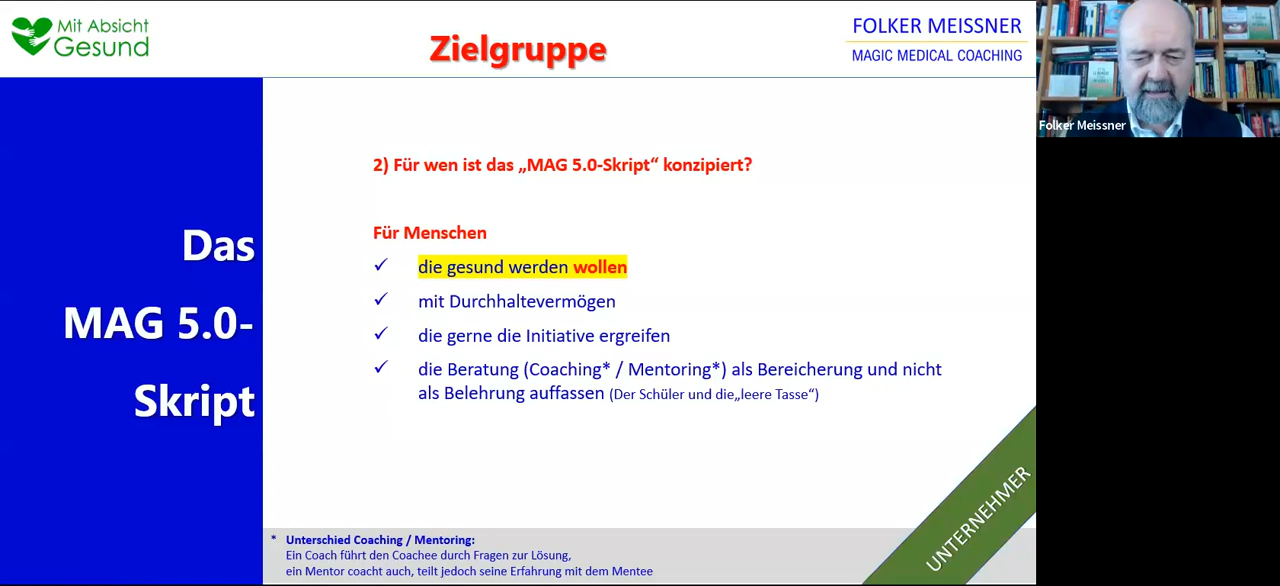 Mit Absicht
Gesund
Zielgruppe
FOLKER MEISSNER
MAGIC MEDICAL COACHING
Folker Meissner
Das
MAG 5.0-
Skript
2) Für wen ist das „MAG 5.0-Skript“ konzipiert?
Für Menschen
✓ die gesund werden wollen
✓ mit Durchhaltevermögen
✓ die gerne die Initiative ergreifen
✓ die Beratung (Coaching* / Mentoring*) als Bereicherung und nicht
als Belehrung auffassen (Der Schüler und die„leere Tasse“)
UNTERNEHMER
* Unterschied Coaching / Mentoring:
Ein Coach führt den Coachee durch Fragen zur Lösung,
ein Mentor coacht auch, teilt jedoch seine Erfahrung mit dem Mentee